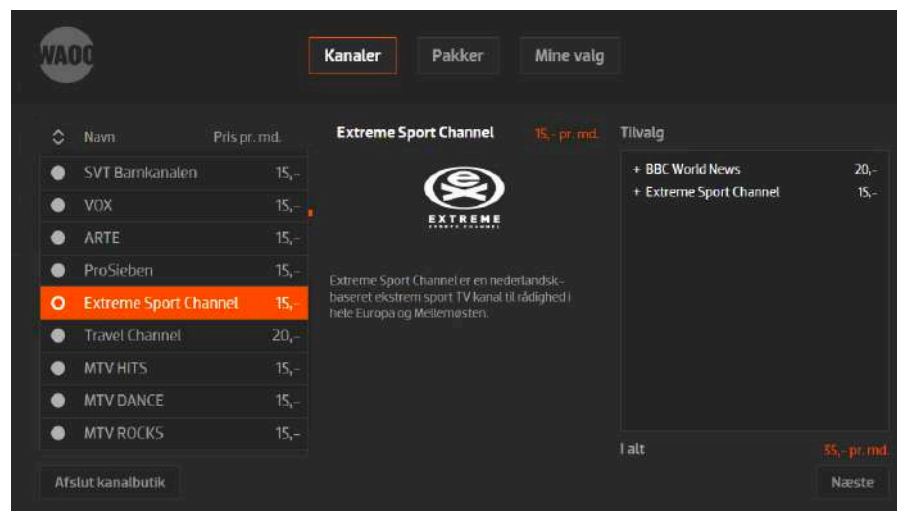 WAOO
Kanaler Pakker Mine valg
Navn Pris pr. md.
SVT Barnkanalen 15,-
VOX 15,-
ARTE 15,-
ProSieben 15,-
Extreme Sport Channel 15,-
Travel Channel 20,-
MTV HITS 15,-
MTV DANCE 15,-
MTV ROCKS 15,-
Afslut kanalbutik
Extreme Sport Channel 15,- pr. md.
EXTREME
SPORTS CHANNEL
Extreme Sport Channel er en nederlandsk-
baseret ekstrem sport TV kanal til rådighed i
hele Europa og Mellemøsten.
Tilvalg
+ BBC World News 20,-
+ Extreme Sport Channel 15,-
I alt 35,- pr. md.
Næste